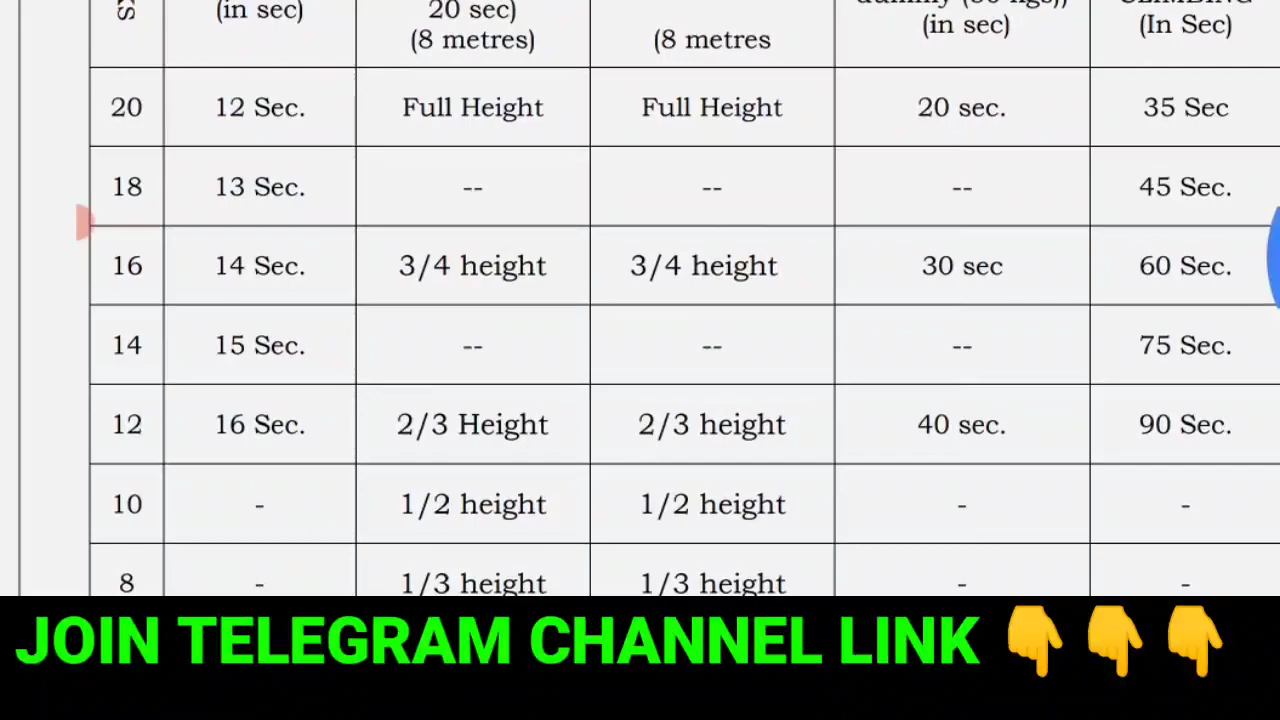 KS
(in sec)
20 sec)
(8 metres)
(8 metres
(in sec)
(In Sec)
20 12 Sec. Full Height Full Height 20 sec. 35 Sec
18 13 Sec. -- -- -- 45 Sec.
16 14 Sec. 3/4 height 3/4 height 30 sec 60 Sec.
14 15 Sec. -- -- -- 75 Sec.
12 16 Sec. 2/3 Height 2/3 height 40 sec. 90 Sec.
10 - 1/2 height 1/2 height - -
8 - 1/3 height 1/3 height - -
JOIN TELEGRAM CHANNEL LINK 👇👇👇